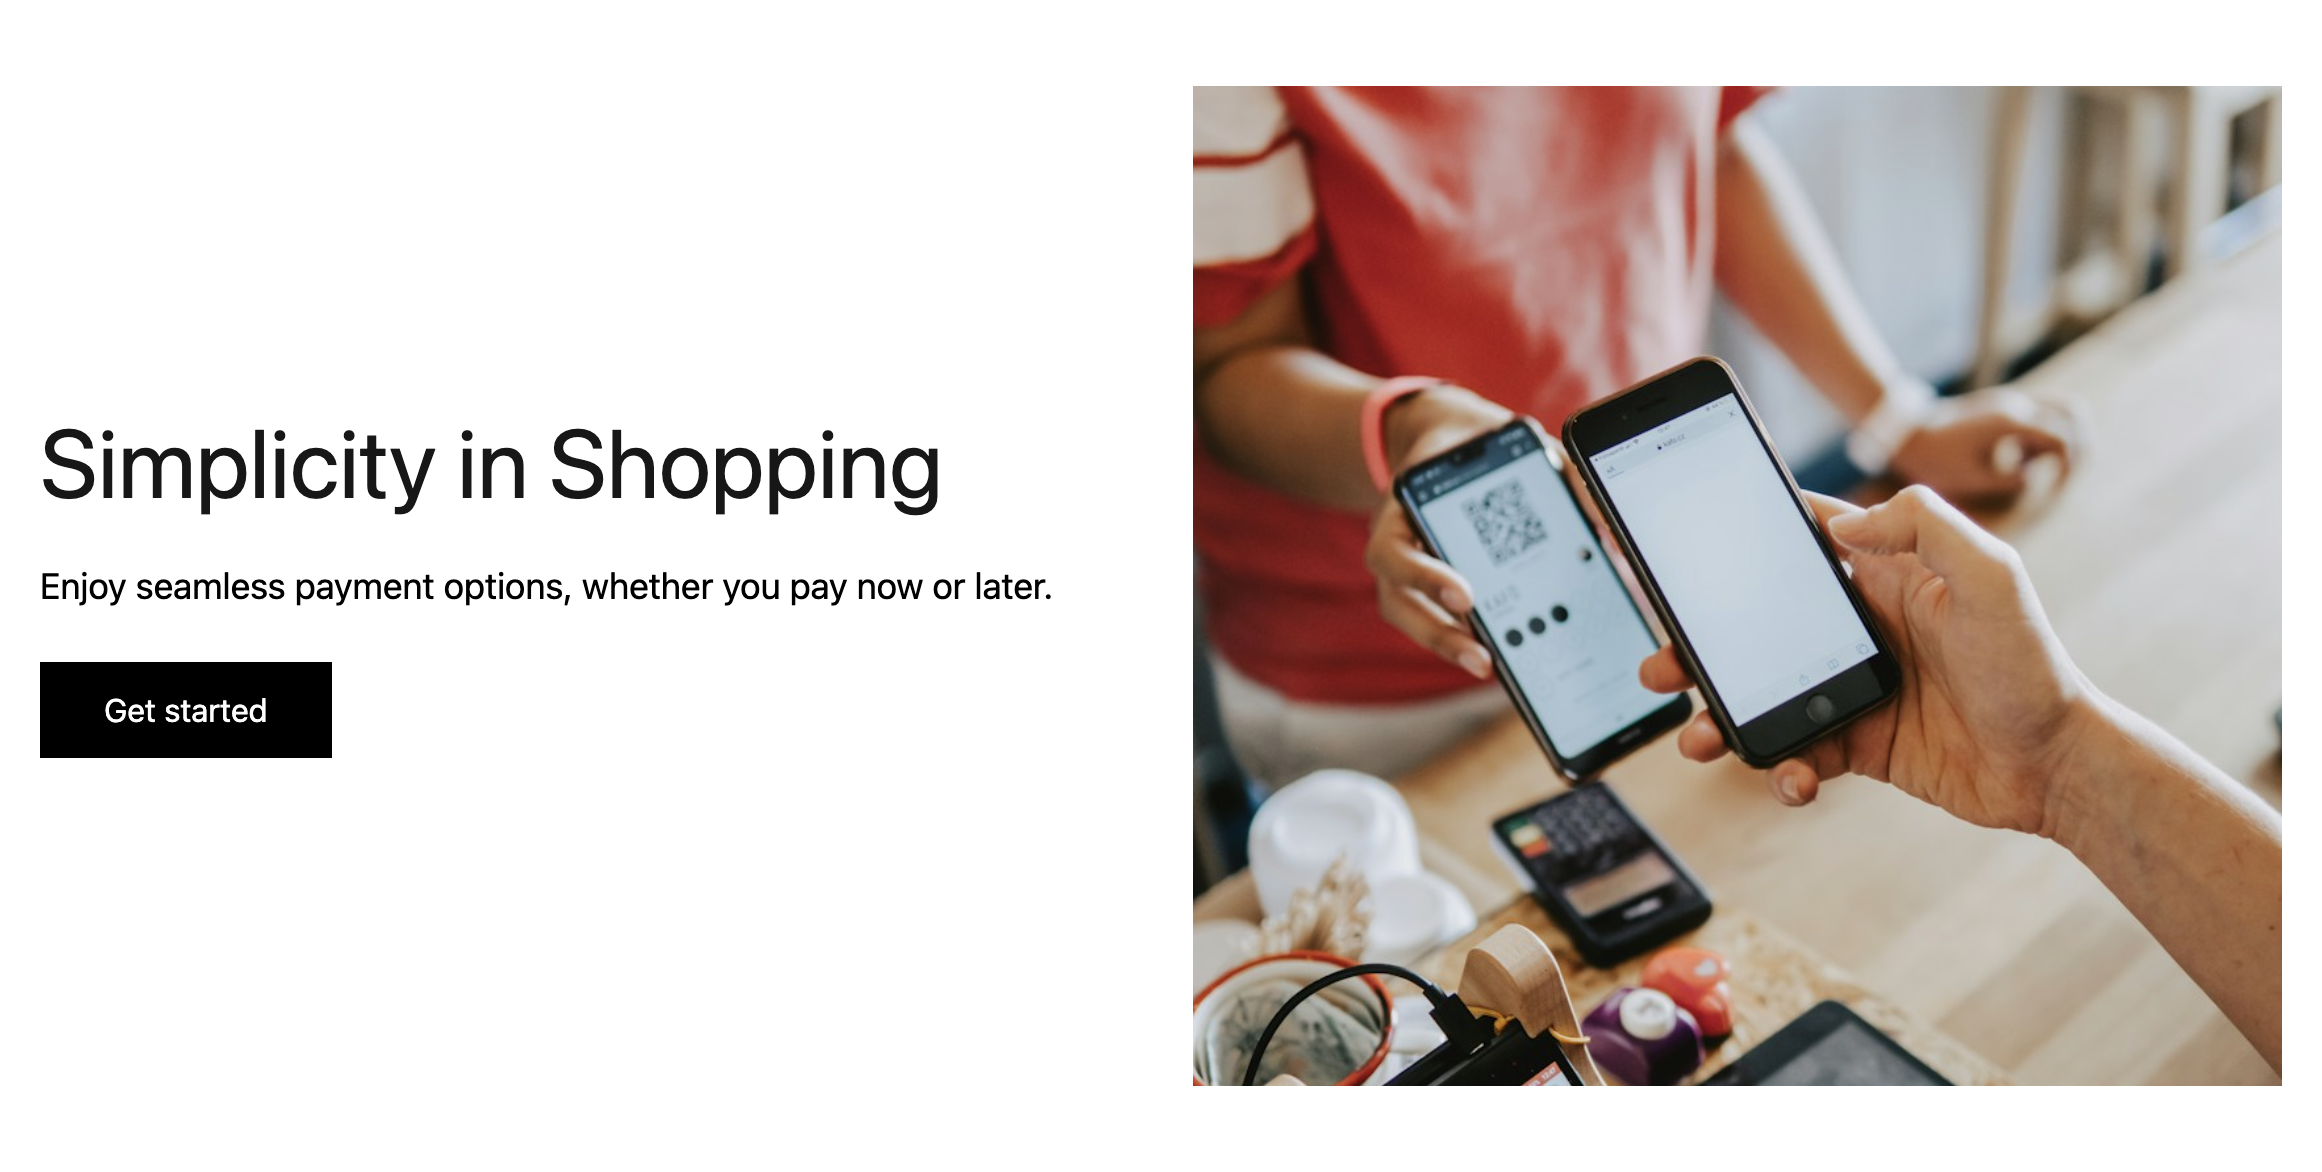 Simplicity in Shopping
Enjoy seamless payment options, whether you pay now or later.
Get started